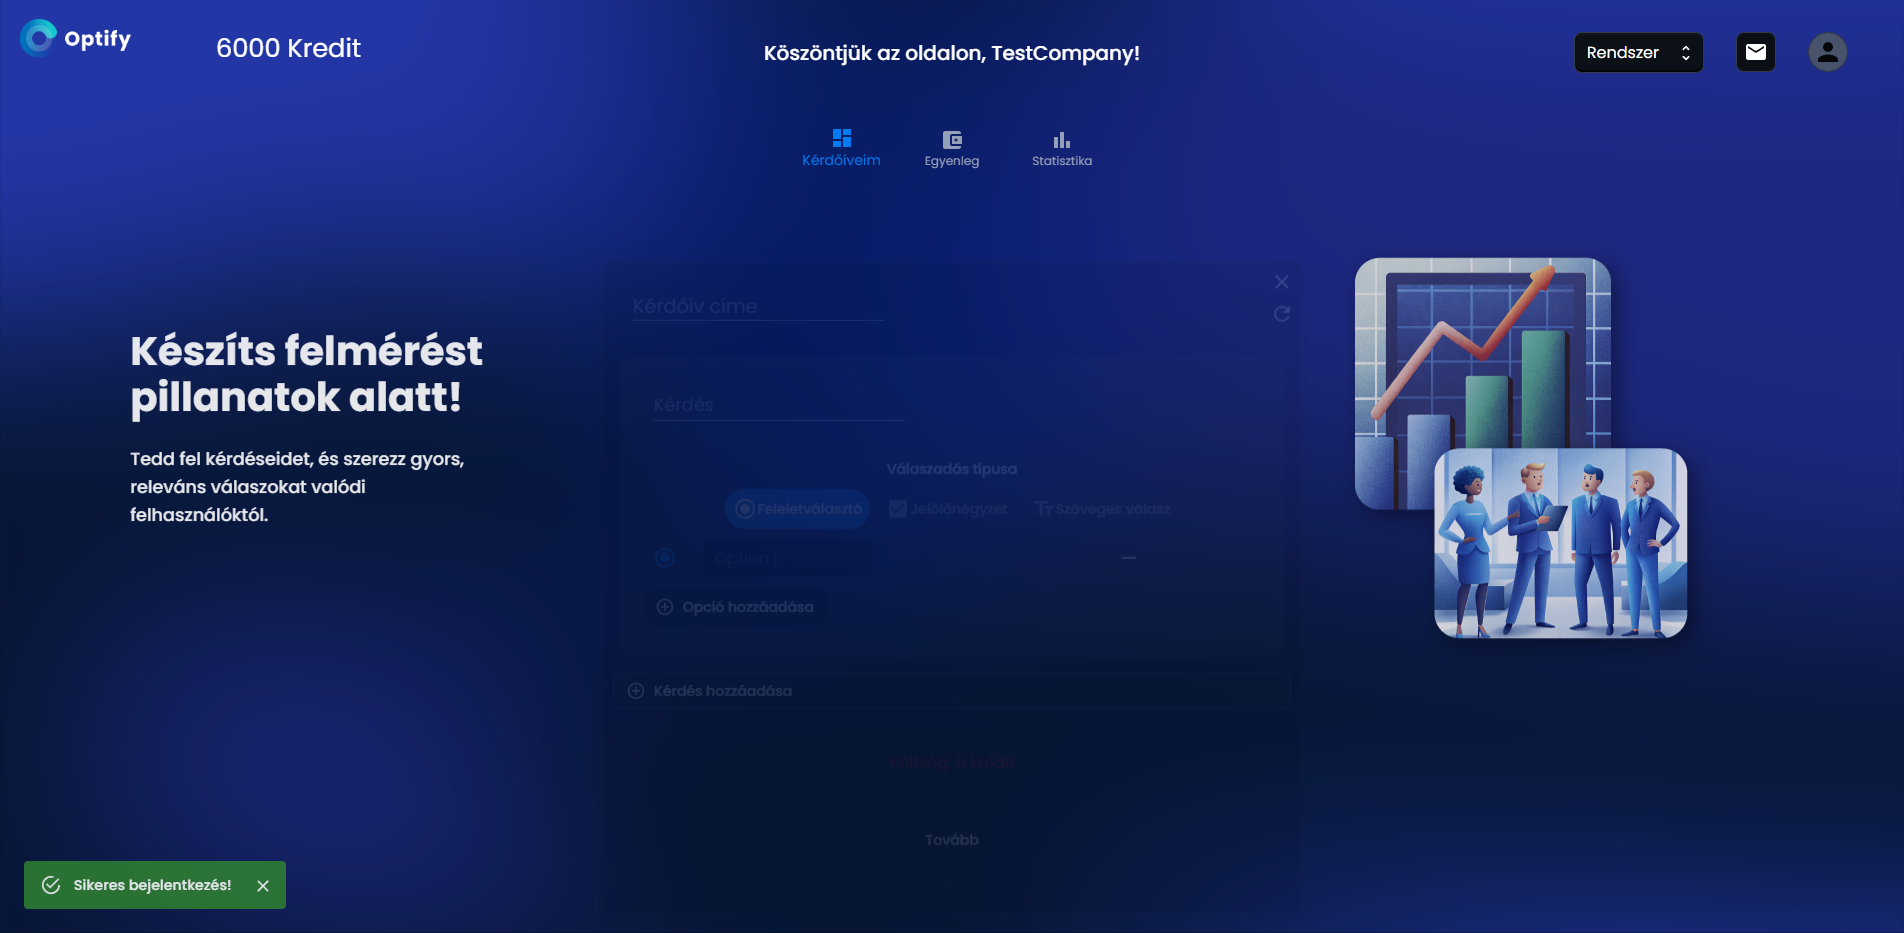 Optify
6000 Kredit
Köszöntjük az oldalon, TestCompany!
Rendszer
Kérdőíveim
Egyenleg
Statisztika
Készíts felmérést
pillanatok alatt!
Tedd fel kérdéseidet, és szerezz gyors,
releváns válaszokat valódi
felhasználóktól.
Kérdőív címe
Kérdés
Válaszadás típusa
Feleletválasztó
Jelölőnégyzet
Szöveges válasz
Option 1
Opció hozzáadása
Kérdés hozzáadása
Költség: 0 kredit
Tovább
Sikeres bejelentkezés!